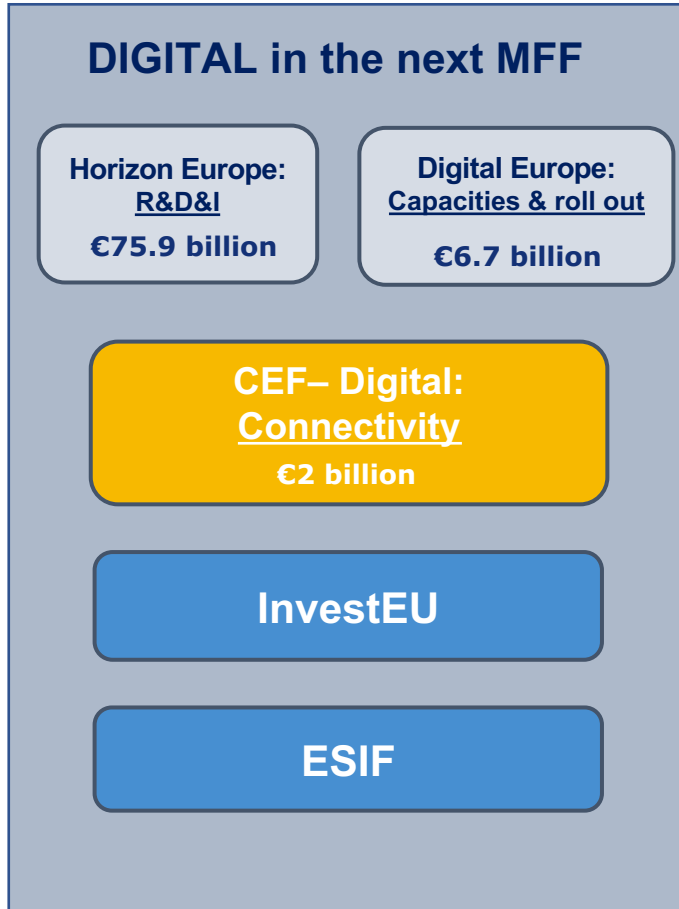 DIGITAL in the next MFF
Horizon Europe:
R&D&I
€75.9 billion
Digital Europe:
Capacities & roll out
€6.7 billion
CEF– Digital:
Connectivity
€2 billion
InvestEU
ESIF